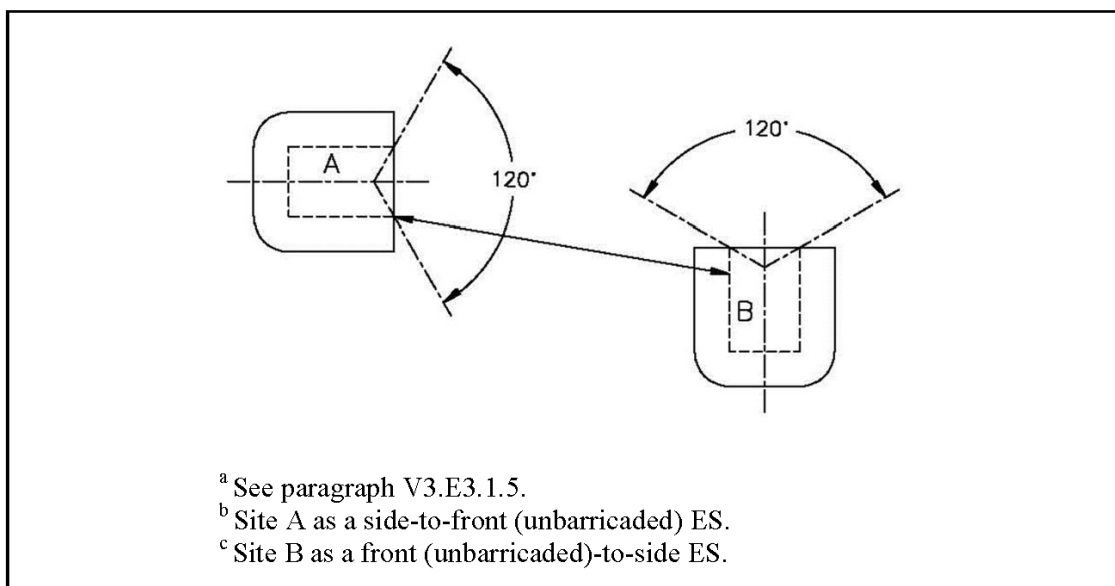 A
120°
120°
B
a See paragraph V3.E3.1.5.
b Site A as a side-to-front (unbarricaded) ES.
c Site B as a front (unbarricaded)-to-side ES.